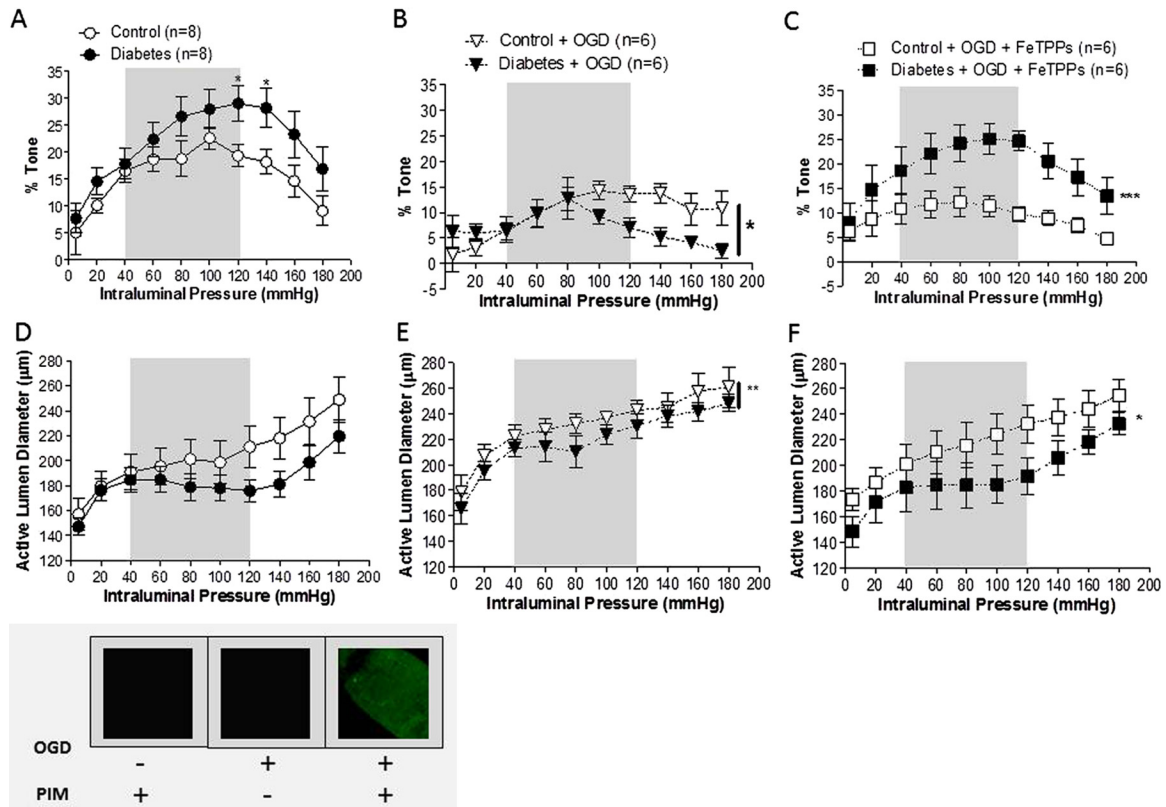 A
Control (n=8)
Diabetes (n=8)
% Tone
35
30
25
20
15
10
5
0
* *
0 20 40 60 80 100 120 140 160 180 200
Intraluminal Pressure (mmHg)
B
Control + OGD (n=6)
Diabetes + OGD (n=6)
% Tone
35
30
25
20
15
10
5
0
-5
*
0 20 40 60 80 100 120 140 160 180 200
Intraluminal Pressure (mmHg)
C
Control + OGD + FeTPPs (n=6)
Diabetes + OGD + FeTPPs (n=6)
% Tone
35
30
25
20
15
10
5
0
-5
***
20 40 60 80 100 120 140 160 180 200
Intraluminal Pressure (mmHg)
D
Active Lumen Diameter (μm)
280
260
240
220
200
180
160
140
120
0 20 40 60 80 100 120 140 160 180 200
Intraluminal Pressure (mmHg)
E
Active Lumen Diameter (μm)
280
260
240
220
200
180
160
140
120
**
0 20 40 60 80 100 120 140 160 180 200
Intraluminal Pressure (mmHg)
F
Active Lumen Diameter (μm)
280
260
240
220
200
180
160
140
120
*
0 20 40 60 80 100 120 140 160 180 200
Intraluminal Pressure (mmHg)
OGD - + +
PIM + - +